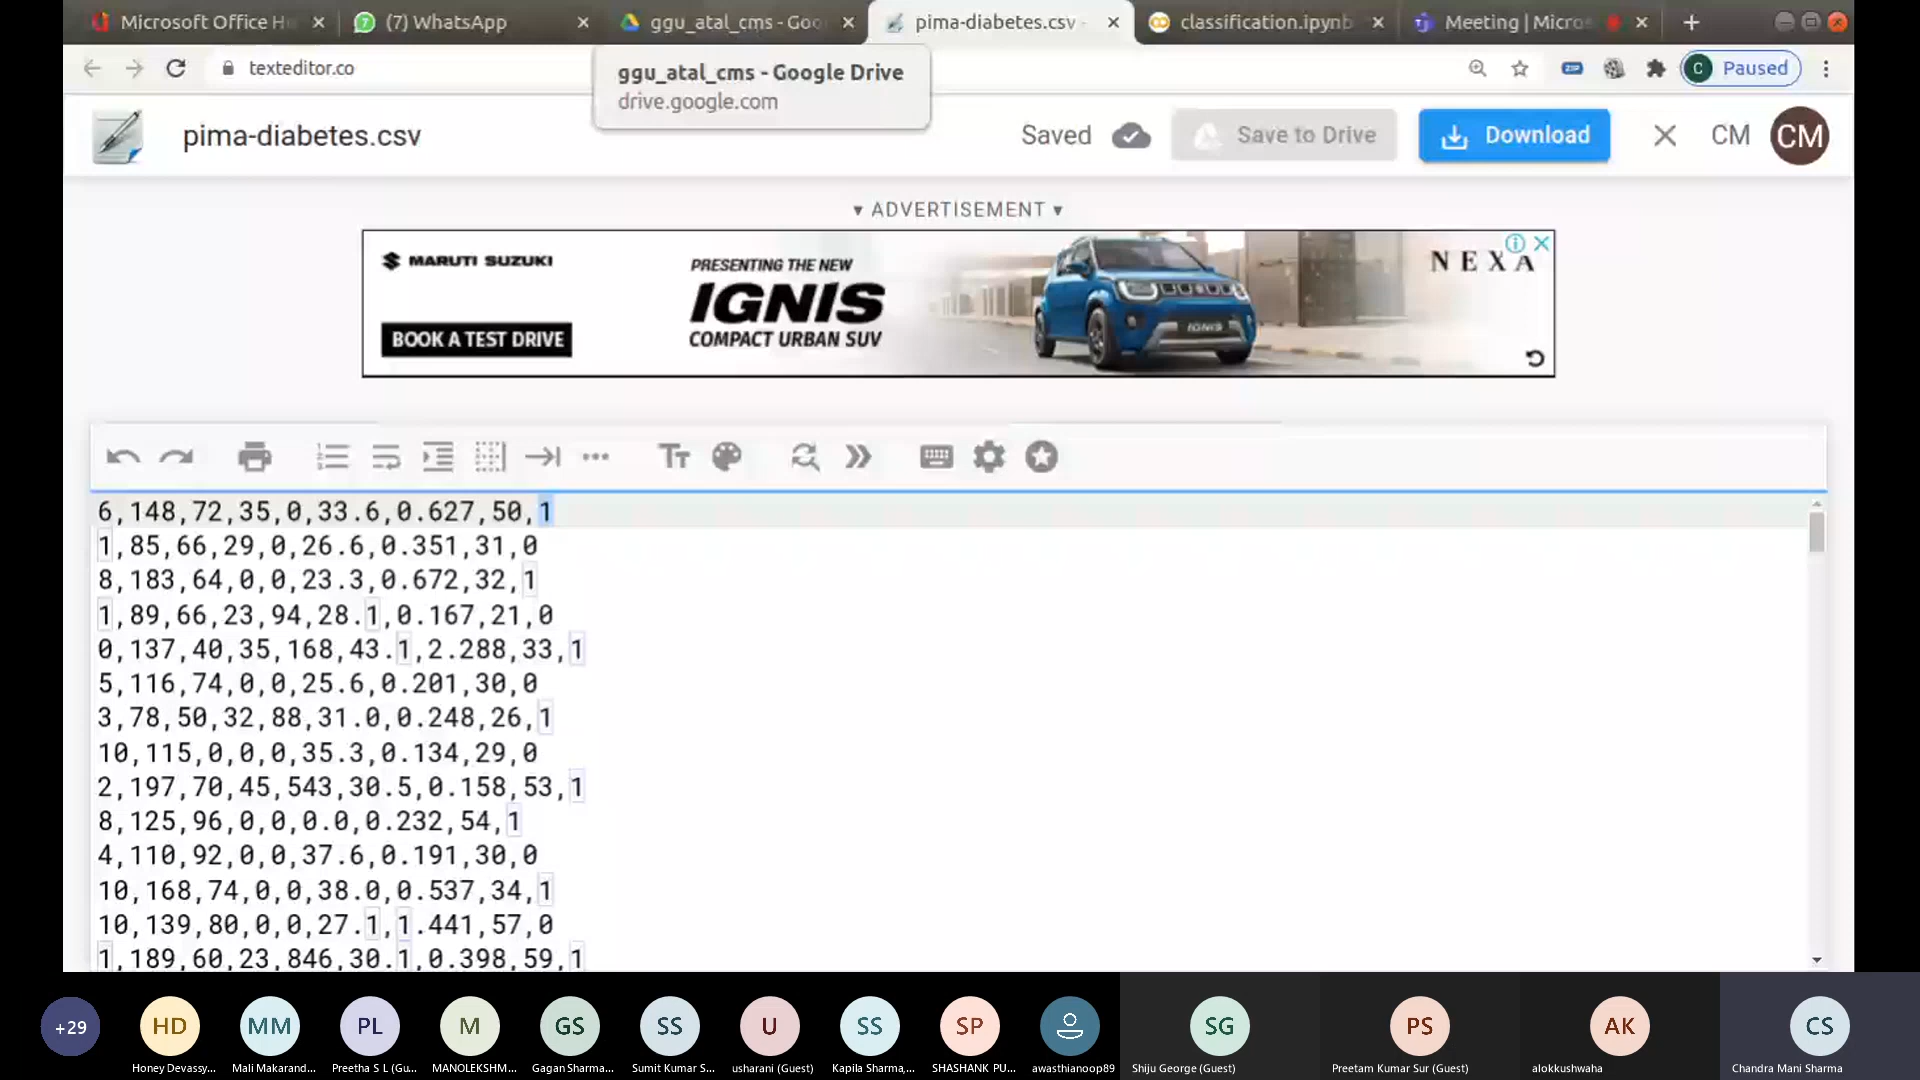 Microsoft Office H
(7) WhatsApp
ggu_atal_cms - Goo
pima-diabetes.csv -
classification.ipynb
Meeting | Micros
texteditor.co
ZIP
C Paused
ggu_atal_cms - Google Drive
drive.google.com
pima-diabetes.csv
Saved
Save to Drive
Download
CM
CM
▾ ADVERTISEMENT ▾
MARUTI SUZUKI
BOOK A TEST DRIVE
PRESENTING THE NEW
IGNIS
COMPACT URBAN SUV
IGNIS
NEXA
6,148,72,35,0,33.6,0.627,50,1
1,85,66,29,0,26.6,0.351,31,0
8,183,64,0,0,23.3,0.672,32,1
1,89,66,23,94,28.1,0.167,21,0
0,137,40,35,168,43.1,2.288,33,1
5,116,74,0,0,25.6,0.201,30,0
3,78,50,32,88,31.0,0.248,26,1
10,115,0,0,0,35.3,0.134,29,0
2,197,70,45,543,30.5,0.158,53,1
8,125,96,0,0,0.0,0.232,54,1
4,110,92,0,0,37.6,0.191,30,0
10,168,74,0,0,38.0,0.537,34,1
10,139,80,0,0,27.1,1.441,57,0
1,189,60,23,846,30.1,0.398,59,1
+29
HD
MM
PL
M
GS
SS
U
SS
SP
SG
PS
AK
CS
Honey Devassy...
Mali Makarand...
Preetha S L (Gu...
MANOLEKSHM...
Gagan Sharma...
Sumit Kumar S...
usharani (Guest)
Kapila Sharma,...
SHASHANK PU...
awasthianoop89
Shiju George (Guest)
Preetam Kumar Sur (Guest)
alokkushwaha
Chandra Mani Sharma